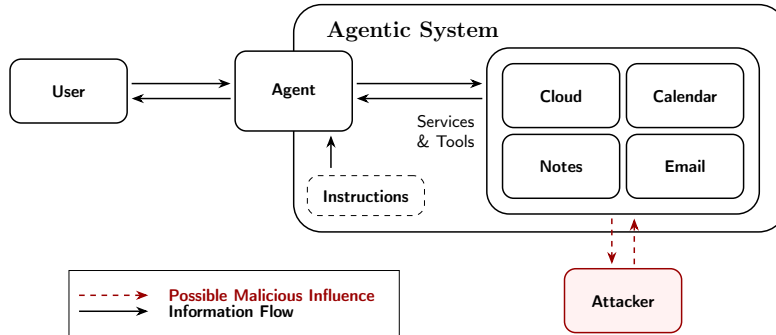 Agentic System
User
Agent
Cloud
Calendar
Services
& Tools
Notes
Email
Instructions
Possible Malicious Influence
Information Flow
Attacker